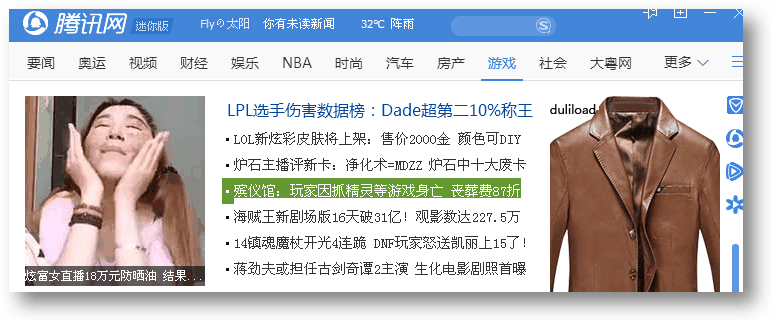 腾讯网 迷你版 Fly の太阳 你有未读新闻 32℃ 阵雨
要闻 奥运 视频 财经 娱乐 NBA 时尚 汽车 房产 游戏 社会 大粤网 更多
LPL选手伤害数据榜：Dade超第二10%称王
LOL新炫彩皮肤将上架：售价2000金 颜色可DIY
炉石主播评新卡：净化术=MDZZ 炉石中十大废卡
殡仪馆：玩家因抓精灵等游戏身亡 丧葬费87折
海贼王新剧场版16天破31亿！观影数达227.5万
14镇魂魔杖开光4连跪 DNF玩家怒送凯丽上15了！
蒋劲夫或担任古剑奇谭2主演 生化电影剧照首曝
炫富女直播18万元防晒油 结果...
duliload